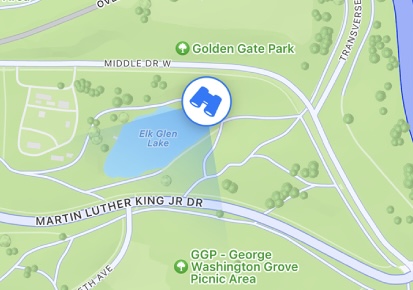 OV
TRANSVERSE
Golden Gate Park
MIDDLE DR W
Elk Glen
Lake
MARTIN LUTHER KING JR DR
TH AVE
GGP - George
Washington Grove
Picnic Area